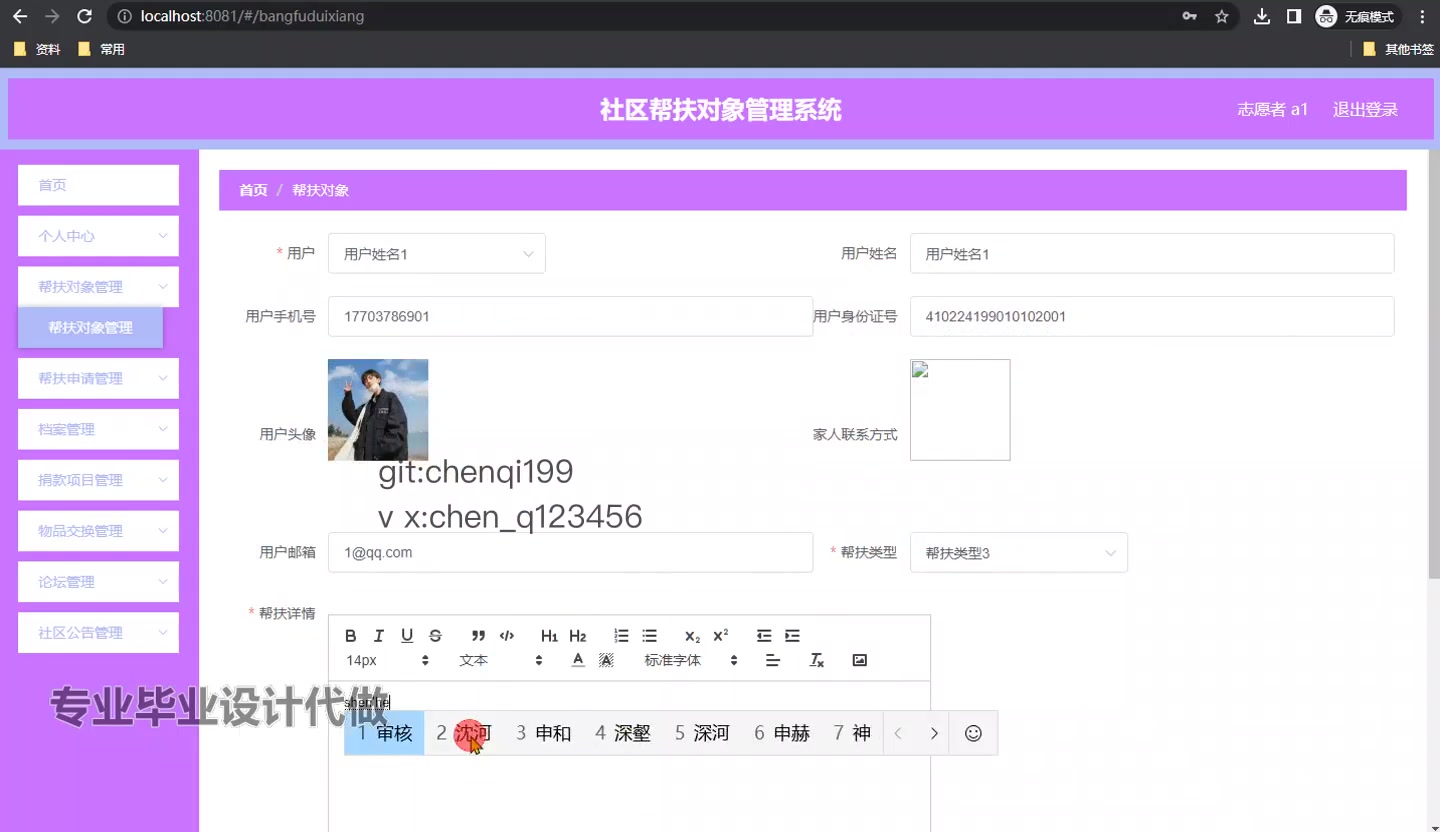 localhost:8081/#/bangfuduixiang
无痕模式
资料
常用
其他书签
社区帮扶对象管理系统
志愿者 a1
退出登录
首页
个人中心
帮扶对象管理
帮扶对象管理
帮扶申请管理
档案管理
捐款项目管理
物品交换管理
论坛管理
社区公告管理
首页 / 帮扶对象
* 用户
用户姓名1
用户姓名
用户姓名1
用户手机号
17703786901
用户身份证号
410224199010102001
用户头像
家人联系方式
git:chenqi199
v x:chen_q123456
用户邮箱
1@qq.com
* 帮扶类型
帮扶类型3
* 帮扶详情
B I U S H1 H2 X2 X2
14px
文本
A A
标准字体
Tx
shen'he
1 审核 2 沈河 3 申和 4 深壑 5 深河 6 申赫 7 神
专业毕业设计代做